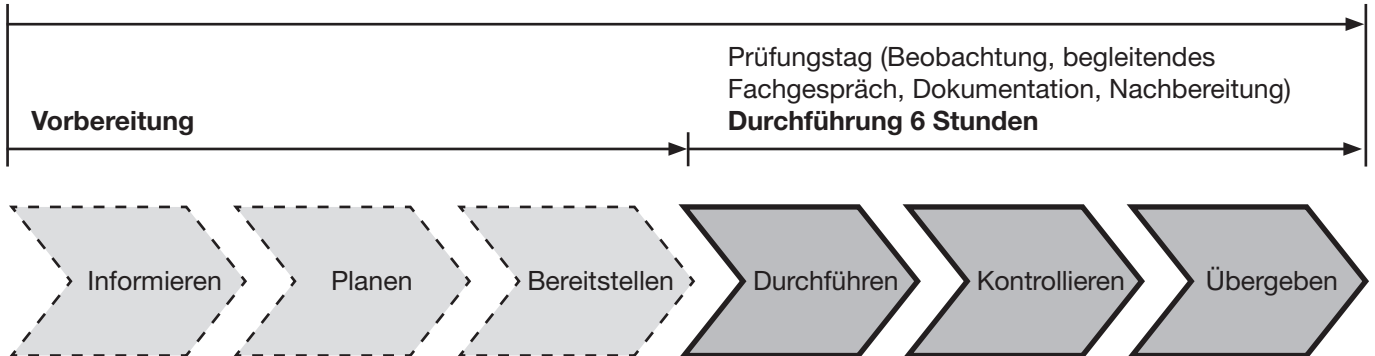 Prüfungstag (Beobachtung, begleitendes
Fachgespräch, Dokumentation, Nachbereitung)
Vorbereitung
Durchführung 6 Stunden
Informieren
Planen
Bereitstellen
Durchführen
Kontrollieren
Übergeben